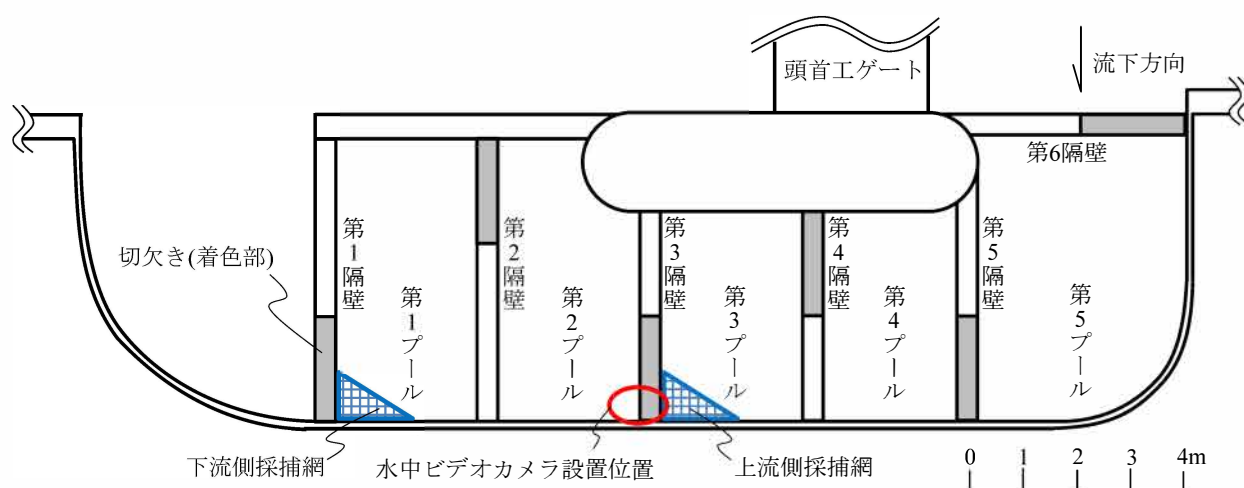 頭首工ゲート
流下方向
第6隔壁
切欠き(着色部)
第1隔壁
第1プール
第2隔壁
第2プール
第3隔壁
第3プール
第4隔壁
第4プール
第5隔壁
第5プール
下流側採捕網
水中ビデオカメラ設置位置
上流側採捕網
0 1 2 3 4m